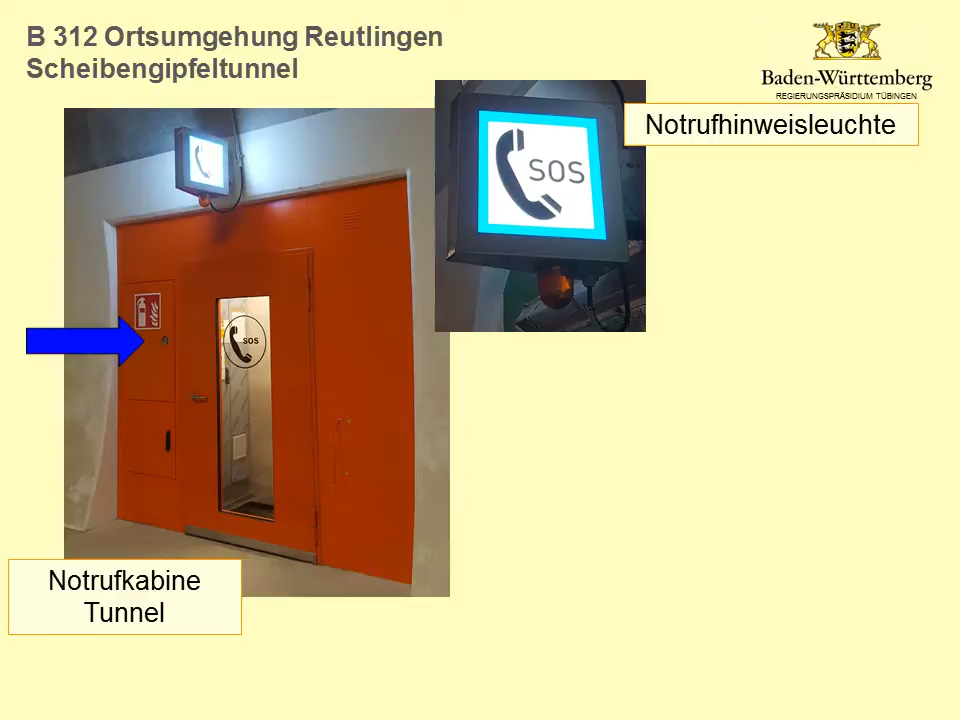 B 312 Ortsumgehung Reutlingen
Scheibengipfeltunnel
Baden-Württemberg
REGIERUNGSPRÄSIDIUM TÜBINGEN
Notrufhinweisleuchte
SOS
SOS
Notrufkabine
Tunnel